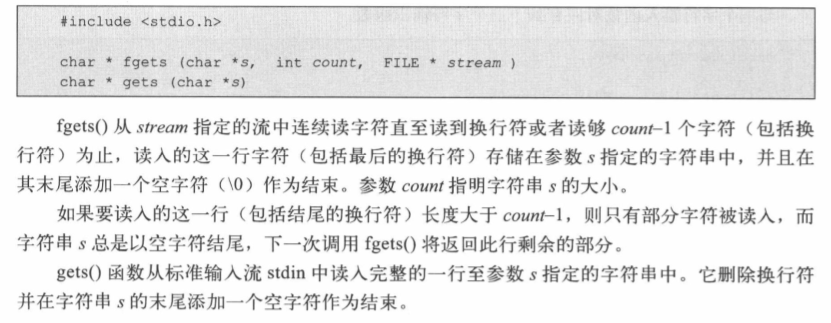 #include <stdio.h>
char * fgets (char *s, int count, FILE * stream )
char * gets (char *s)
fgets() 从 stream 指定的流中连续读字符直至读到换行符或者读够 count–1 个字符（包括换
行符）为止，读入的这一行字符（包括最后的换行符）存储在参数 s 指定的字符串中，并且在
其末尾添加一个空字符（\0）作为结束。参数 count 指明字符串 s 的大小。
如果要读入的这一行（包括结尾的换行符）长度大于 count–1，则只有部分字符被读入，而
字符串 s 总是以空字符结尾，下一次调用 fgets() 将返回此行剩余的部分。
gets() 函数从标准输入流 stdin 中读入完整的一行至参数 s 指定的字符串中。它删除换行符
并在字符串 s 的末尾添加一个空字符作为结束。